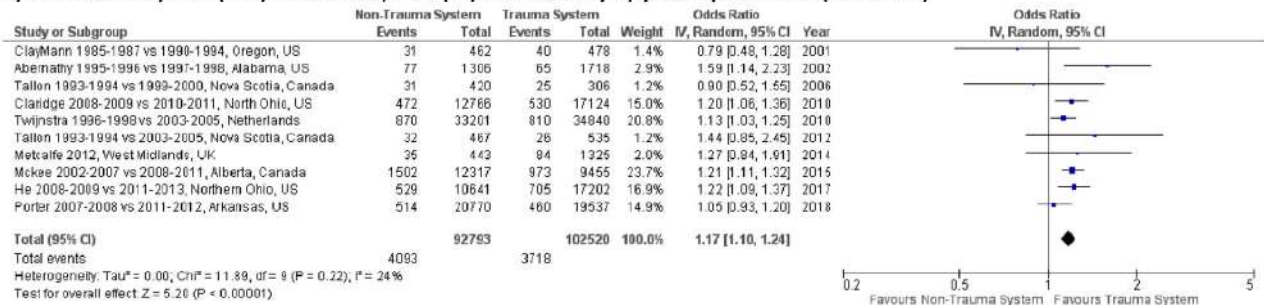 Non-Trauma System Trauma System Odds Ratio Odds Ratio
Study or Subgroup Events Total Events Total Weight IV, Random, 95% CI Year IV, Random, 95% CI
ClayMann 1985-1987 vs 1990-1994, Oregon, US 31 462 40 478 1.4% 0.79 [0.48, 1.28] 2001
Abernathy 1995-1996 vs 1997-1998, Alabama, US 77 1306 65 1718 2.9% 1.59 [1.14, 2.23] 2002
Tallon 1993-1994 vs 1999-2000, Nova Scotia, Canada 31 420 25 306 1.2% 0.90 [0.52, 1.55] 2006
Claridge 2008-2009 vs 2010-2011, North Ohio, US 472 12766 530 17124 15.0% 1.20 [1.06, 1.36] 2010
Twijnstra 1996-1998 vs 2003-2005, Netherlands 870 33201 810 34840 20.8% 1.13 [1.03, 1.25] 2010
Tallon 1993-1994 vs 2003-2005, Nova Scotia, Canada 32 467 26 535 1.2% 1.44 [0.85, 2.45] 2012
Metcalfe 2012, West Midlands, UK 35 443 84 1325 2.0% 1.27 [0.84, 1.91] 2014
Mckee 2002-2007 vs 2008-2011, Alberta, Canada 1502 12317 973 9455 23.7% 1.21 [1.11, 1.32] 2015
He 2008-2009 vs 2011-2013, Northern Ohio, US 529 10641 705 17202 16.9% 1.22 [1.09, 1.37] 2017
Porter 2007-2008 vs 2011-2012, Arkansas, US 514 20770 460 19537 14.9% 1.05 [0.93, 1.20] 2018
Total (95% CI) 92793 102520 100.0% 1.17 [1.10, 1.24]
Total events 4093 3718
Heterogeneity: Tau² = 0.00; Chi² = 11.89, df = 9 (P = 0.22); I² = 24%
Test for overall effect: Z = 5.20 (P < 0.00001)
0.2 0.5 1 2 5
Favours Non-Trauma System Favours Trauma System